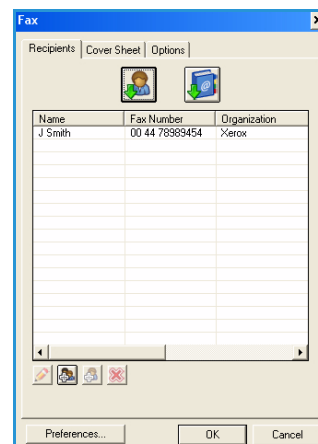 Fax
Recipients Cover Sheet Options
Name Fax Number Organization
J Smith 00 44 78989454 Xerox
Preferences... OK Cancel